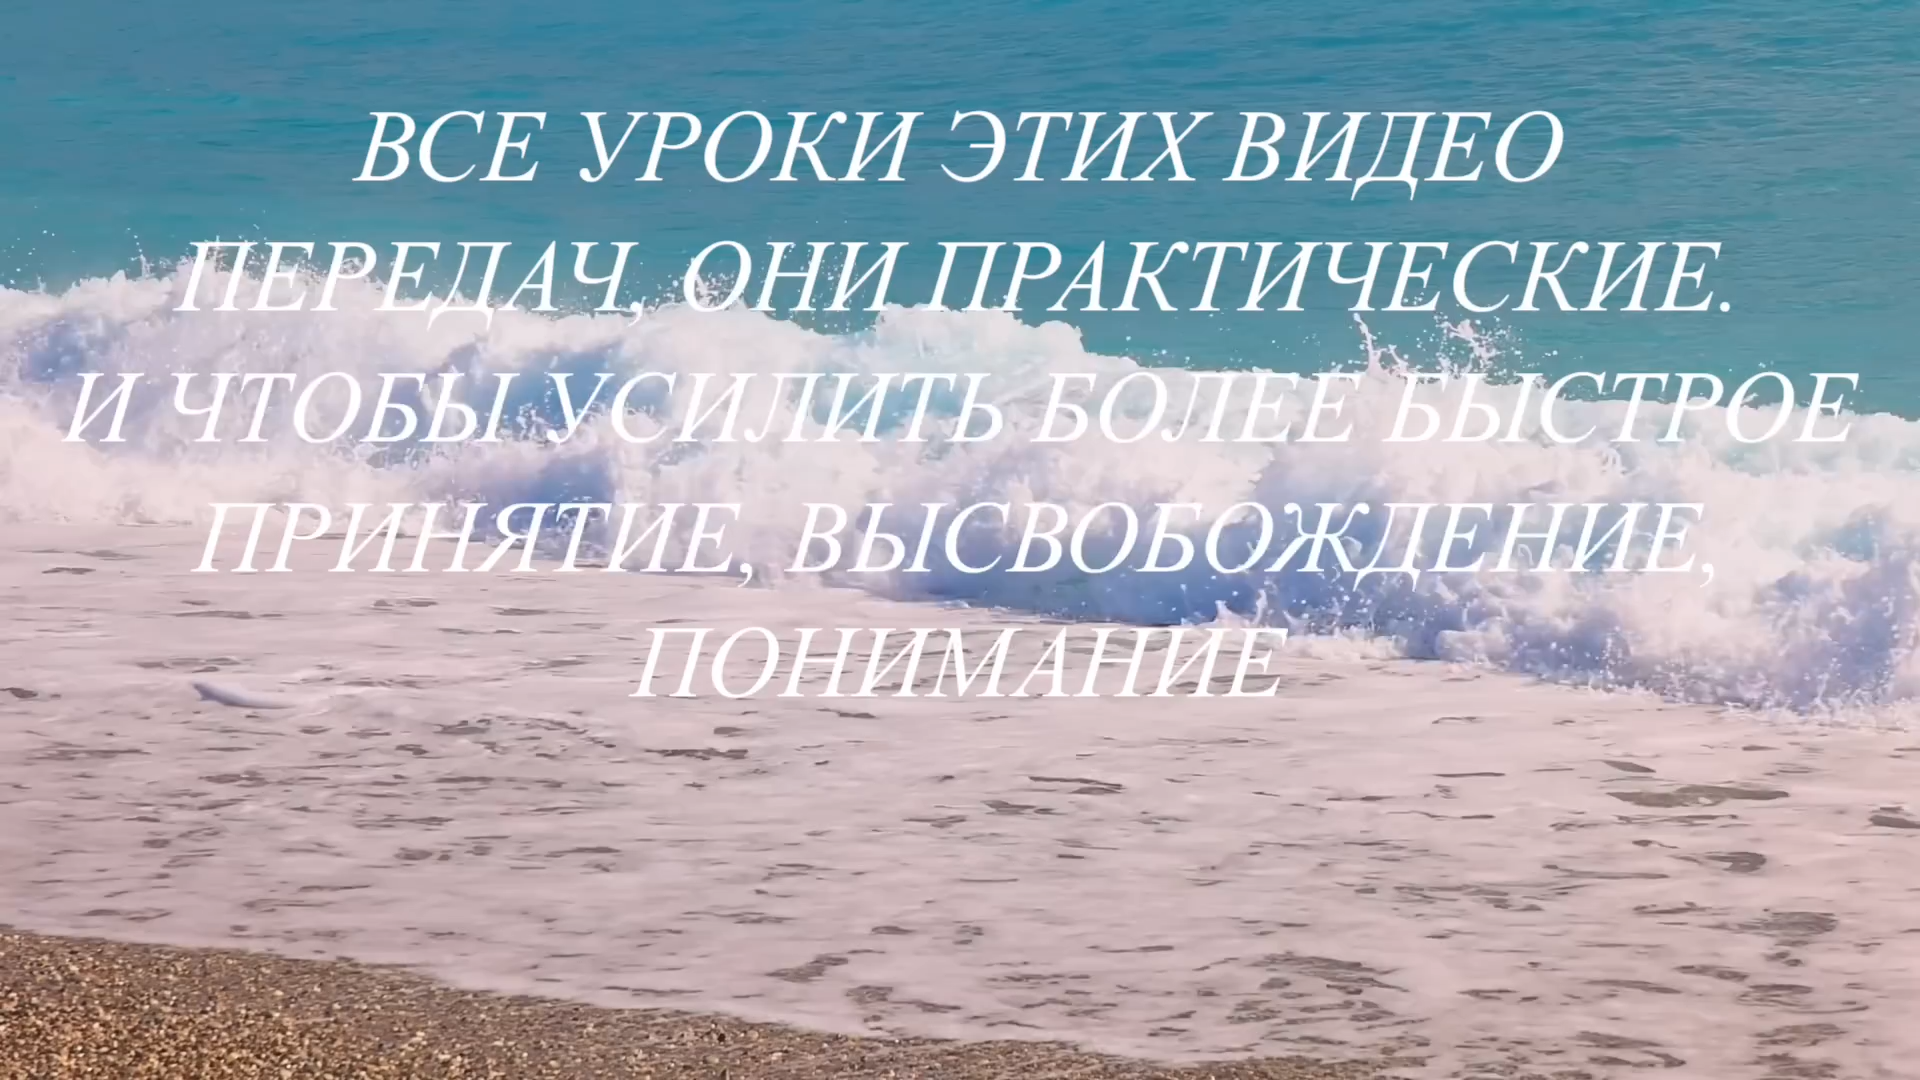 ВСЕ УРОКИ ЭТИХ ВИДЕО
ПЕРЕДАЧ, ОНИ ПРАКТИЧЕСКИЕ.
И ЧТОБЫ УСИЛИТЬ БОЛЕЕ БЫСТРОЕ
ПРИНЯТИЕ, ВЫСВОБОЖДЕНИЕ,
ПОНИМАНИЕ